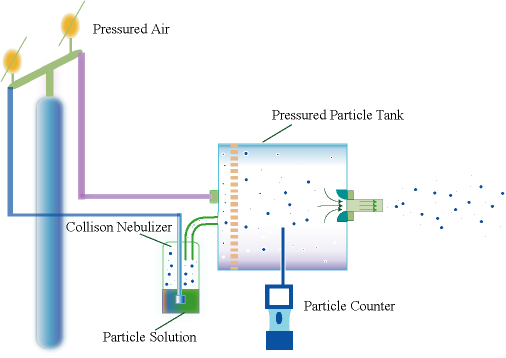 Pressured Air
Pressured Particle Tank
Collison Nebulizer
Particle Counter
Particle Solution